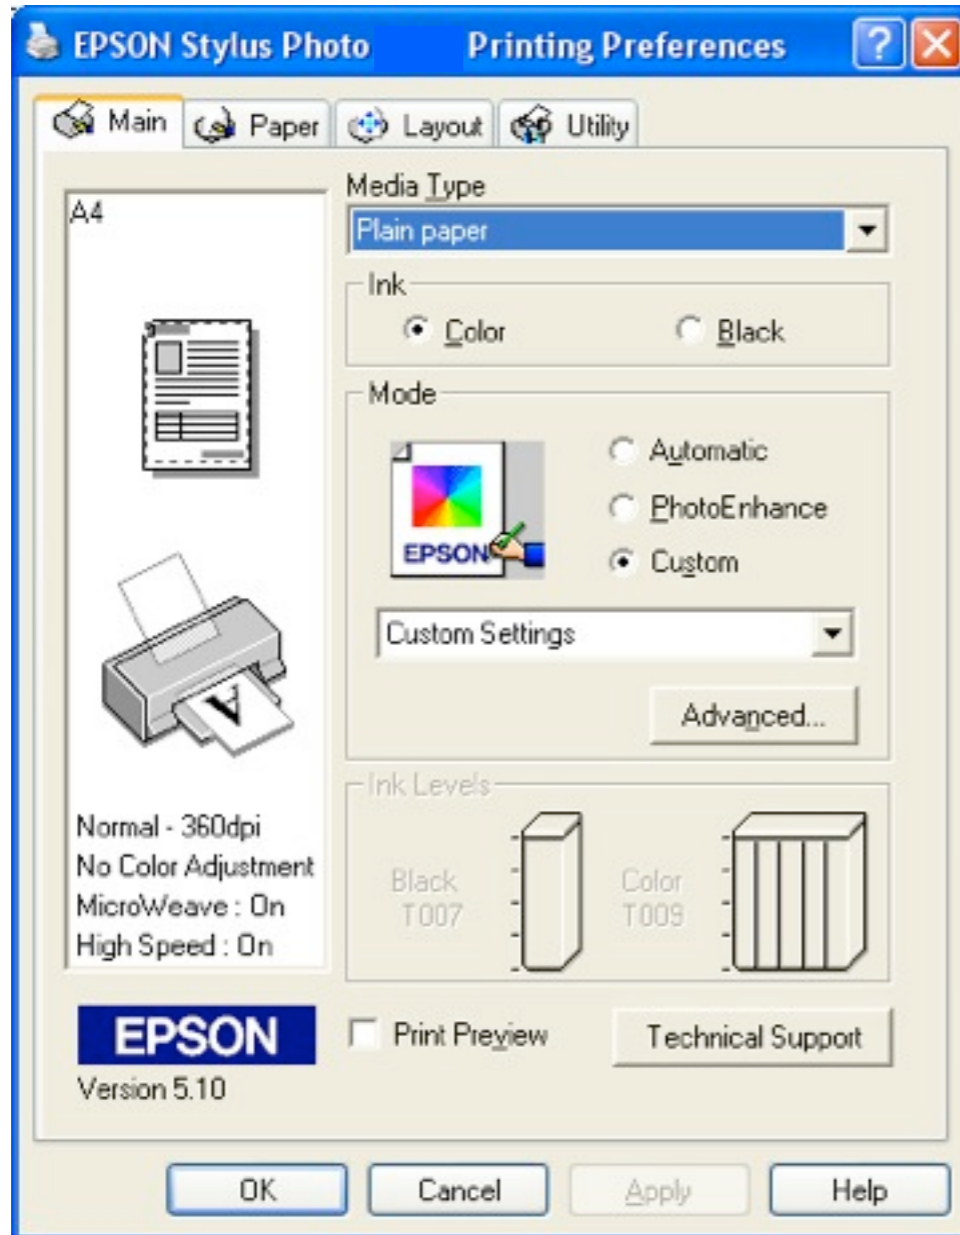 EPSON Stylus Photo Printing Preferences
Main Paper Layout Utility
A4
Media Type
Plain paper
Ink
Color Black
Mode
Automatic
PhotoEnhance
Custom
EPSON
Custom Settings
Advanced...
Normal - 360dpi
No Color Adjustment
MicroWeave : On
High Speed : On
Ink Levels
Black
T007
Color
T009
EPSON
Version 5.10
Print Preview
Technical Support
OK Cancel Apply Help